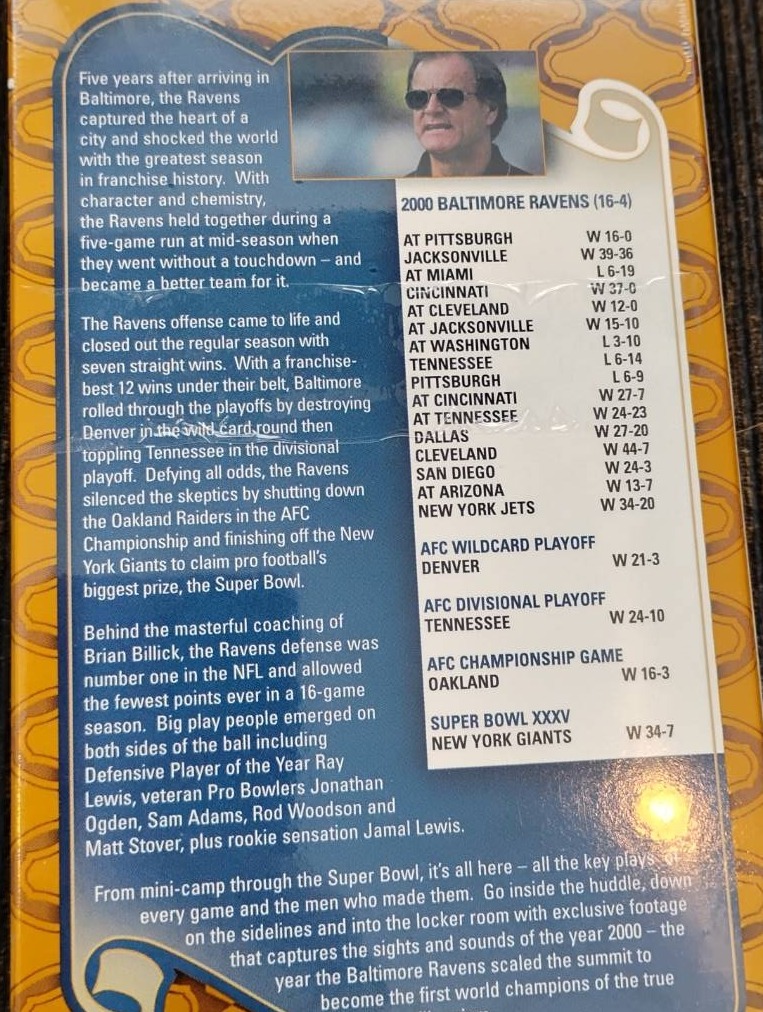 Five years after arriving in
Baltimore, the Ravens
captured the heart of a
city and shocked the world
with the greatest season
in franchise history. With
character and chemistry,
the Ravens held together during a
five-game run at mid-season when
they went without a touchdown – and
became a better team for it.
The Ravens offense came to life and
closed out the regular season with
seven straight wins. With a franchise-
best 12 wins under their belt, Baltimore
rolled through the playoffs by destroying
Denver in the wild card round then
toppling Tennessee in the divisional
playoff. Defying all odds, the Ravens
silenced the skeptics by shutting down
the Oakland Raiders in the AFC
Championship and finishing off the New
York Giants to claim pro football's
biggest prize, the Super Bowl.
Behind the masterful coaching of
Brian Billick, the Ravens defense was
number one in the NFL and allowed
the fewest points ever in a 16-game
season. Big play people emerged on
both sides of the ball including
Defensive Player of the Year Ray
Lewis, veteran Pro Bowlers Jonathan
Ogden, Sam Adams, Rod Woodson and
Matt Stover, plus rookie sensation Jamal Lewis.
2000 BALTIMORE RAVENS (16-4)
AT PITTSBURGH W 16-0
JACKSONVILLE W 39-36
AT MIAMI L 6-19
CINCINNATI W 37-0
AT CLEVELAND W 12-0
AT JACKSONVILLE W 15-10
AT WASHINGTON L 3-10
TENNESSEE L 6-14
PITTSBURGH L 6-9
AT CINCINNATI W 27-7
AT TENNESSEE W 24-23
DALLAS W 27-20
CLEVELAND W 44-7
SAN DIEGO W 24-3
AT ARIZONA W 13-7
NEW YORK JETS W 34-20
AFC WILDCARD PLAYOFF
DENVER W 21-3
AFC DIVISIONAL PLAYOFF
TENNESSEE W 24-10
AFC CHAMPIONSHIP GAME
OAKLAND W 16-3
SUPER BOWL XXXV
NEW YORK GIANTS W 34-7
From mini-camp through the Super Bowl, it's all here – all the key plays of
every game and the men who made them. Go inside the huddle, down
on the sidelines and into the locker room with exclusive footage
that captures the sights and sounds of the year 2000 – the
year the Baltimore Ravens scaled the summit to
become the first world champions of the true